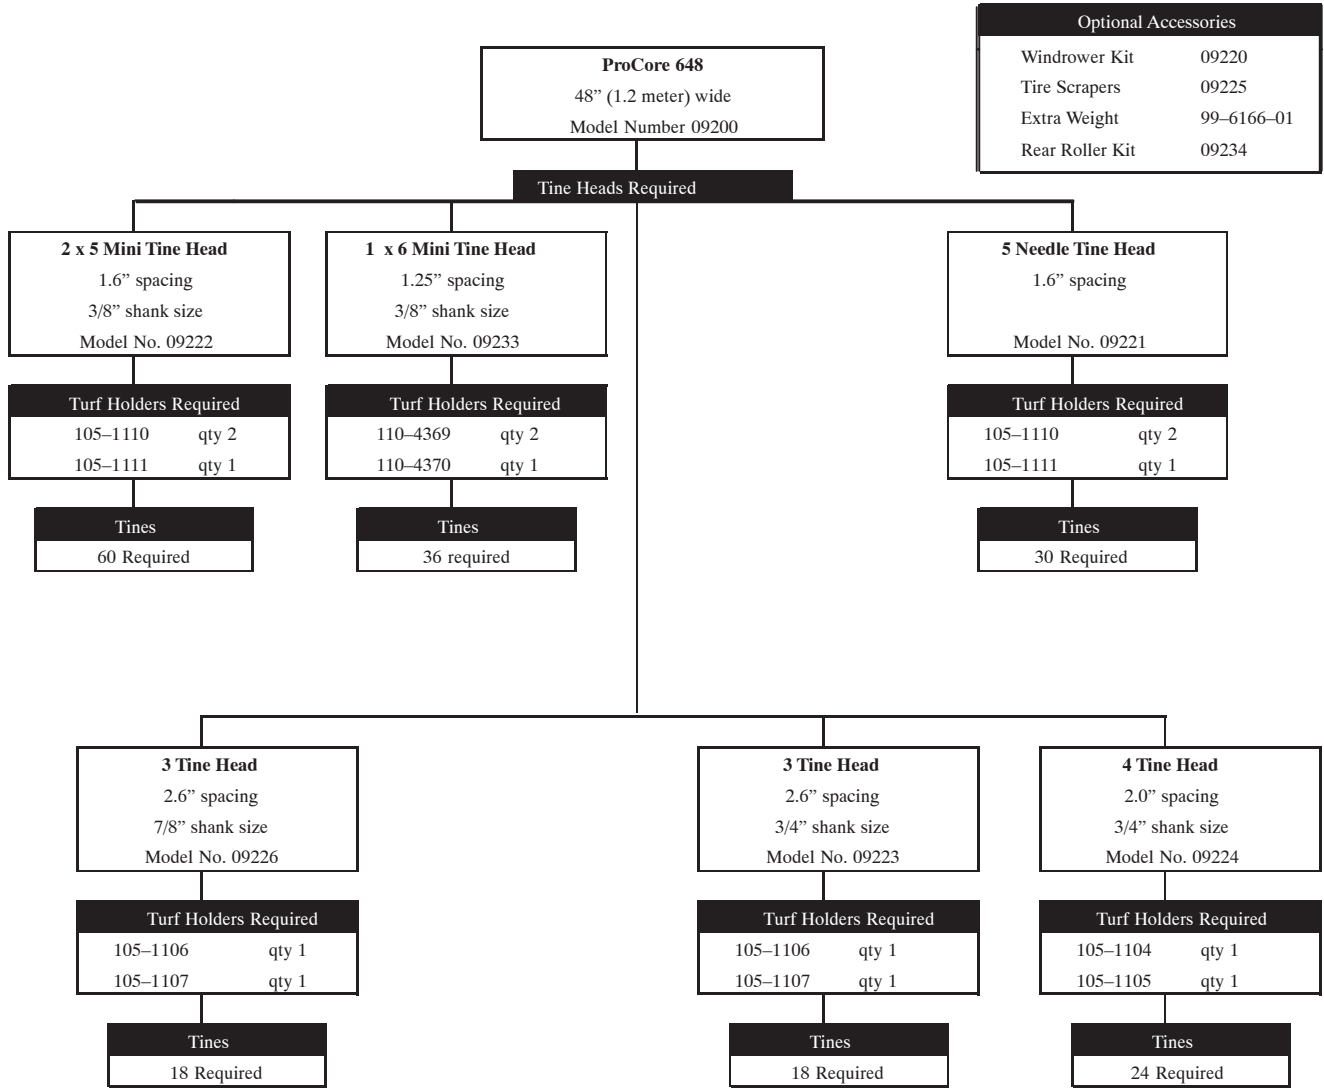 Optional Accessories
Windrower Kit 09220
Tire Scrapers 09225
Extra Weight 99–6166–01
Rear Roller Kit 09234
ProCore 648
48” (1.2 meter) wide
Model Number 09200
Tine Heads Required
2 x 5 Mini Tine Head
1.6” spacing
3/8” shank size
Model No. 09222
Turf Holders Required
105–1110 qty 2
105–1111 qty 1
Tines
60 Required
1 x 6 Mini Tine Head
1.25” spacing
3/8” shank size
Model No. 09233
Turf Holders Required
110–4369 qty 2
110–4370 qty 1
Tines
36 required
5 Needle Tine Head
1.6” spacing
Model No. 09221
Turf Holders Required
105–1110 qty 2
105–1111 qty 1
Tines
30 Required
3 Tine Head
2.6” spacing
7/8” shank size
Model No. 09226
Turf Holders Required
105–1106 qty 1
105–1107 qty 1
Tines
18 Required
3 Tine Head
2.6” spacing
3/4” shank size
Model No. 09223
Turf Holders Required
105–1106 qty 1
105–1107 qty 1
Tines
18 Required
4 Tine Head
2.0” spacing
3/4” shank size
Model No. 09224
Turf Holders Required
105–1104 qty 1
105–1105 qty 1
Tines
24 Required